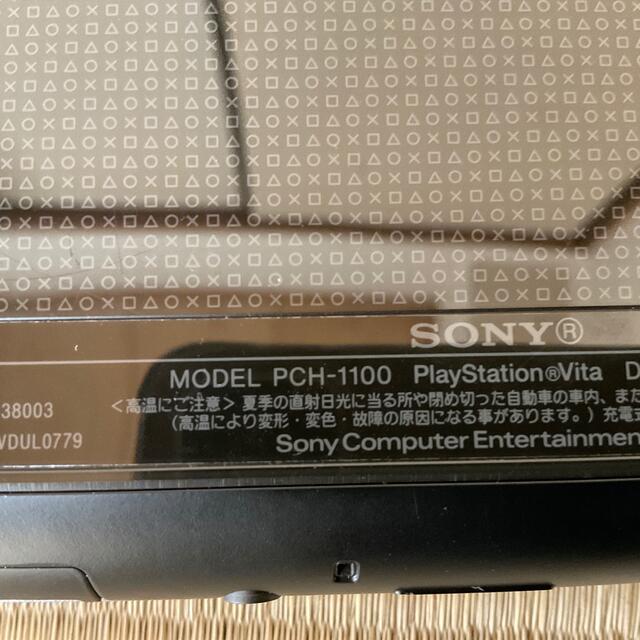 SONY®
MODEL PCH-1100 PlayStation®Vita D
38003 <高温にご注意> 夏季の直射日光に当る所や閉め切った自動車の車内、また
VDUL0779 (高温により変形・変色・故障の原因になる事があります。) 充電
Sony Computer Entertainmen